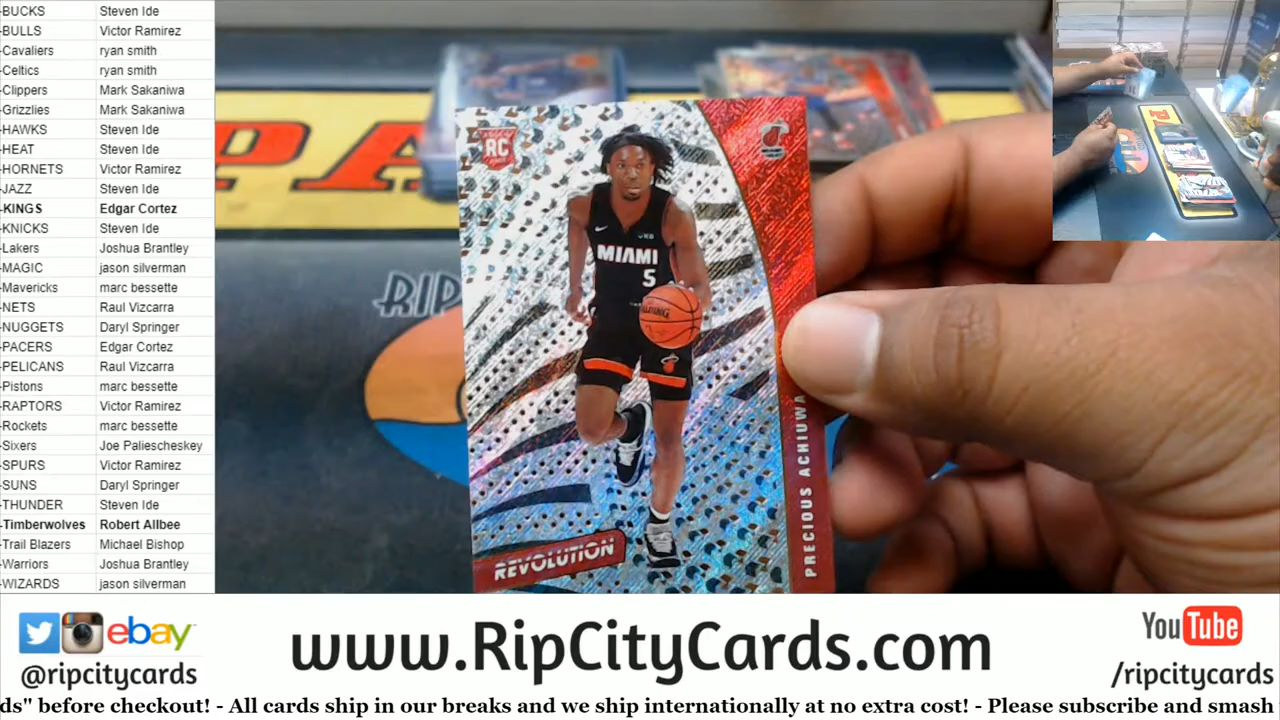 -BUCKS Steven Ide
-BULLS Victor Ramirez
-Cavaliers ryan smith
-Celtics ryan smith
-Clippers Mark Sakaniwa
-Grizzlies Mark Sakaniwa
-HAWKS Steven Ide
-HEAT Steven Ide
-HORNETS Victor Ramirez
-JAZZ Steven Ide
-KINGS Edgar Cortez
-KNICKS Steven Ide
-Lakers Joshua Brantley
-MAGIC jason silverman
-Mavericks marc bessette
-NETS Raul Vizcarra
-NUGGETS Daryl Springer
-PACERS Edgar Cortez
-PELICANS Raul Vizcarra
-Pistons marc bessette
-RAPTORS Victor Ramirez
-Rockets marc bessette
-Sixers Joe Paliescheskey
-SPURS Victor Ramirez
-SUNS Daryl Springer
-THUNDER Steven Ide
-Timberwolves Robert Allbee
-Trail Blazers Michael Bishop
-Warriors Joshua Brantley
-WIZARDS jason silverman
RC
MIAMI
5
SPALDING
REVOLUTION
PRECIOUS ACHIUWA
PA
RIP
ebay
@ripcitycards
www.RipCityCards.com
YouTube
/ripcitycards
ds" before checkout! - All cards ship in our breaks and we ship internationally at no extra cost! - Please subscribe and smash